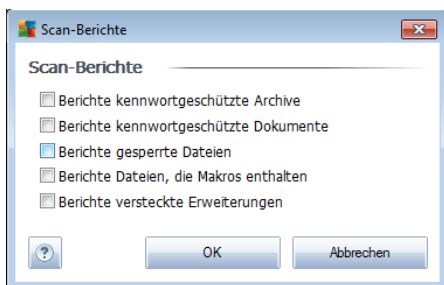 Scan-Berichte
Scan-Berichte
Berichte kennwortgeschützte Archive
Berichte kennwortgeschützte Dokumente
Berichte gesperrte Dateien
Berichte Dateien, die Makros enthalten
Berichte versteckte Erweiterungen
? OK Abbrechen